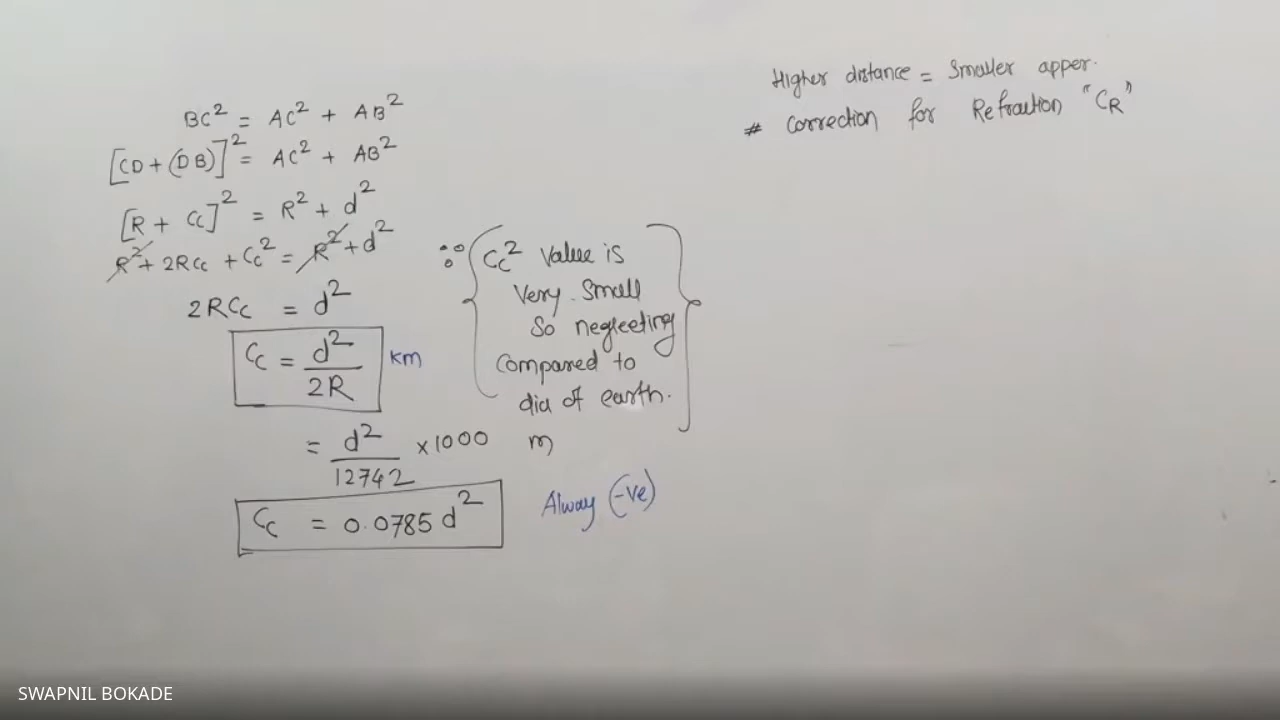 BC² = AC² + AB²
[CD + (DB)]² = AC² + AB²
[R + Cc]² = R² + d²
R² + 2RCc + Cc² = R² + d²
2RCc = d²
Cc = d²/2R km
= d²/12742 × 1000 m
Cc = 0.0785 d² Alway (-ve)
∵ { Cc² value is
very small
so neglecting
compared to
dia of earth. }
Higher distance = Smaller apper.
# correction for Refraction "CR"
SWAPNIL BOKADE